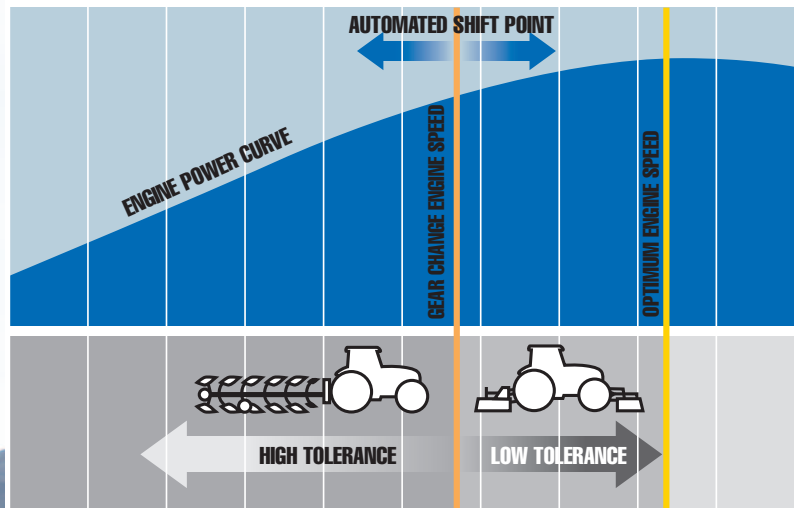 AUTOMATED SHIFT POINT
ENGINE POWER CURVE
GEAR CHANGE ENGINE SPEED
OPTIMUM ENGINE SPEED
HIGH TOLERANCE
LOW TOLERANCE